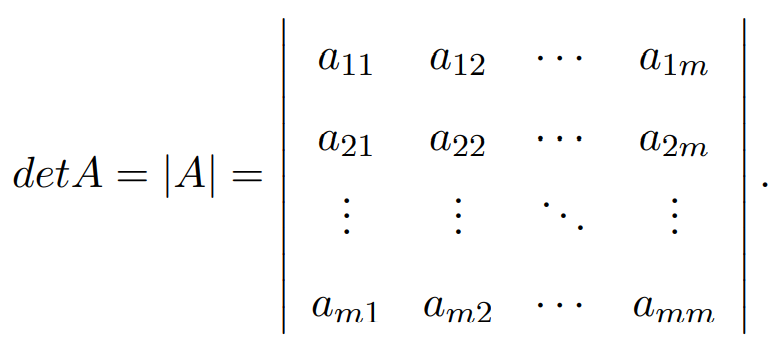 a₁₁ a₁₂ ⋯ a₁ₘ
a₂₁ a₂₂ ⋯ a₂ₘ
detA = |A| =
⋮ ⋮ ⋱ ⋮
aₘ₁ aₘ₂ ⋯ aₘₘ
.